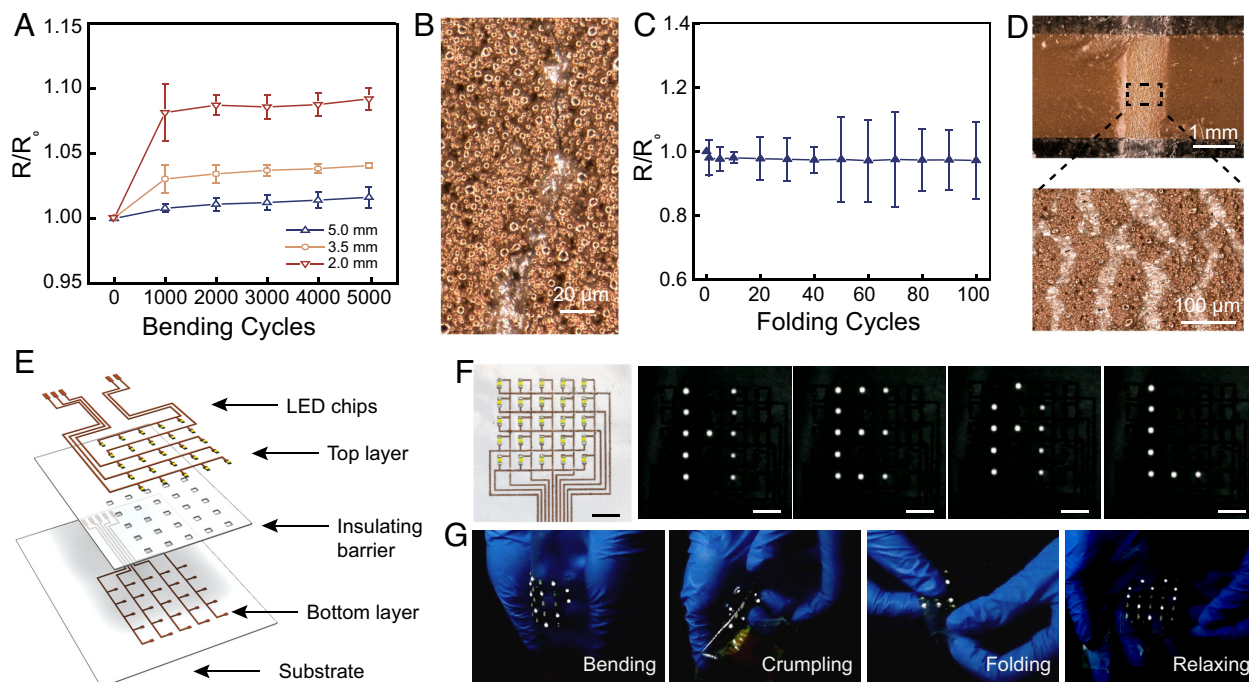 A
1.15
1.10
1.05
1.00
0.95
R/R°
5.0 mm
3.5 mm
2.0 mm
0 1000 2000 3000 4000 5000
Bending Cycles
B
20 µm
C
1.4
1.2
1.0
0.8
0.6
R/R°
0 20 40 60 80 100
Folding Cycles
D
1 mm
100 µm
E
LED chips
Top layer
Insulating
barrier
Bottom layer
Substrate
F
G
Bending
Crumpling
Folding
Relaxing